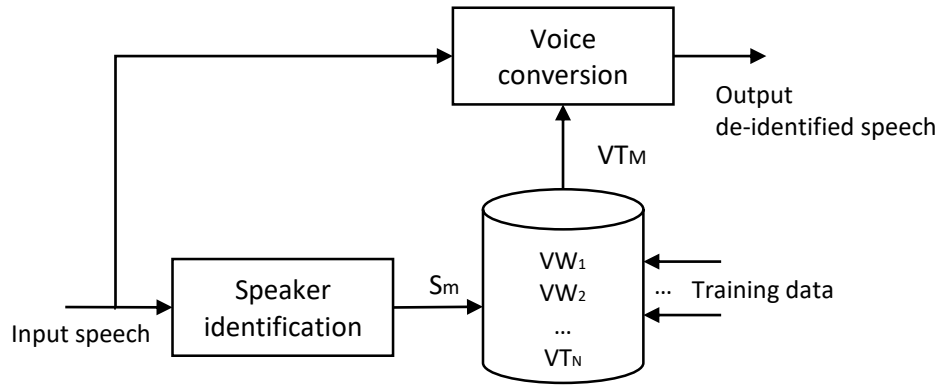 Voice
conversion
Output
de-identified speech
VTM
VW1
VW2
...
VTN
... Training data
Sm
Speaker
identification
Input speech